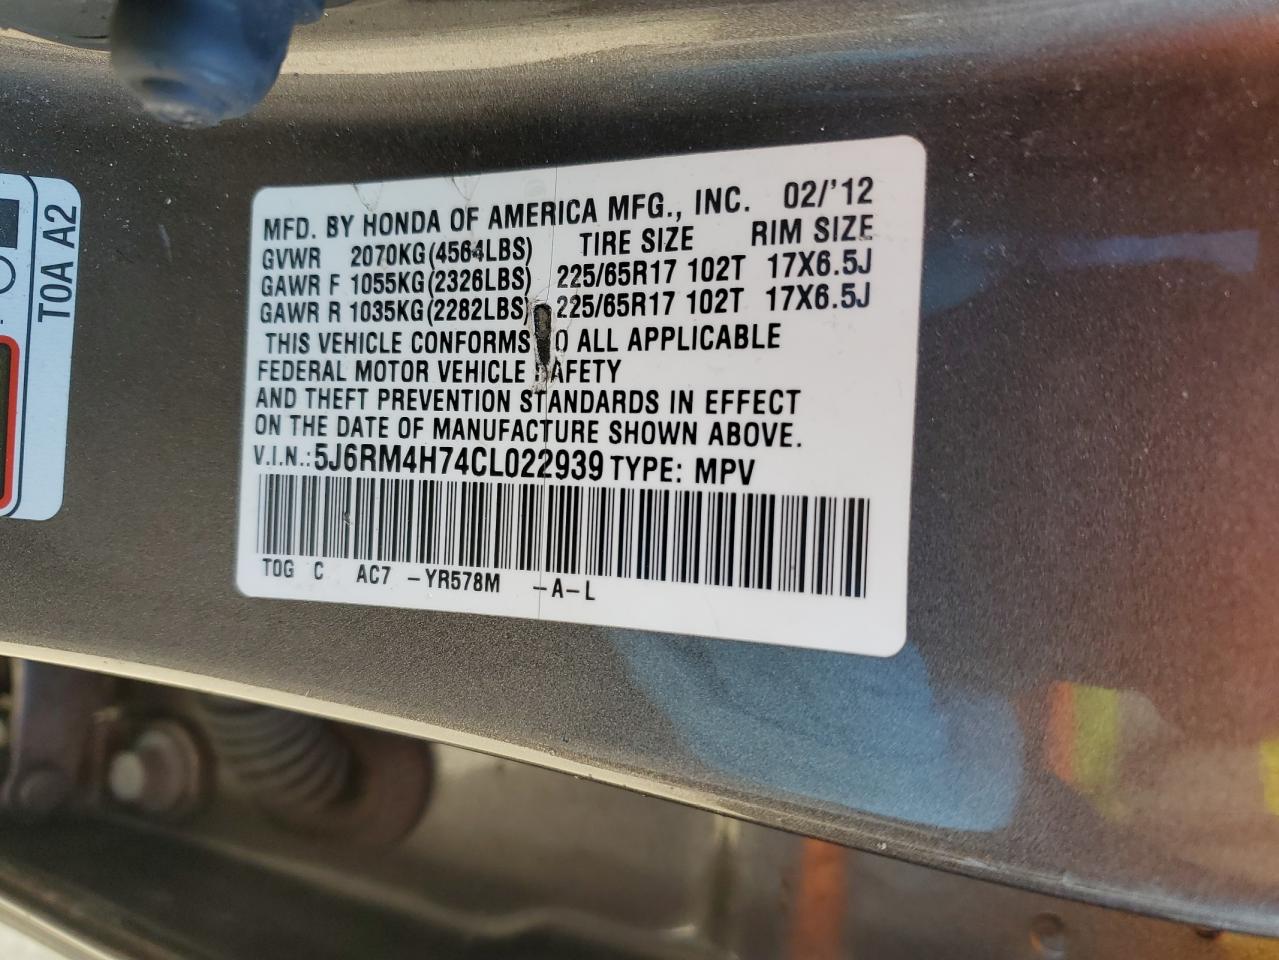 MFD. BY HONDA OF AMERICA MFG., INC. 02/'12
GVWR 2070KG(4564LBS) TIRE SIZE RIM SIZE
GAWR F 1055KG(2326LBS) 225/65R17 102T 17X6.5J
GAWR R 1035KG(2282LBS) 225/65R17 102T 17X6.5J
THIS VEHICLE CONFORMS TO ALL APPLICABLE
FEDERAL MOTOR VEHICLE SAFETY
AND THEFT PREVENTION STANDARDS IN EFFECT
ON THE DATE OF MANUFACTURE SHOWN ABOVE.
V.I.N.: 5J6RM4H74CL022939 TYPE: MPV
TOG C AC7 -YR578M -A-L
TOA A2